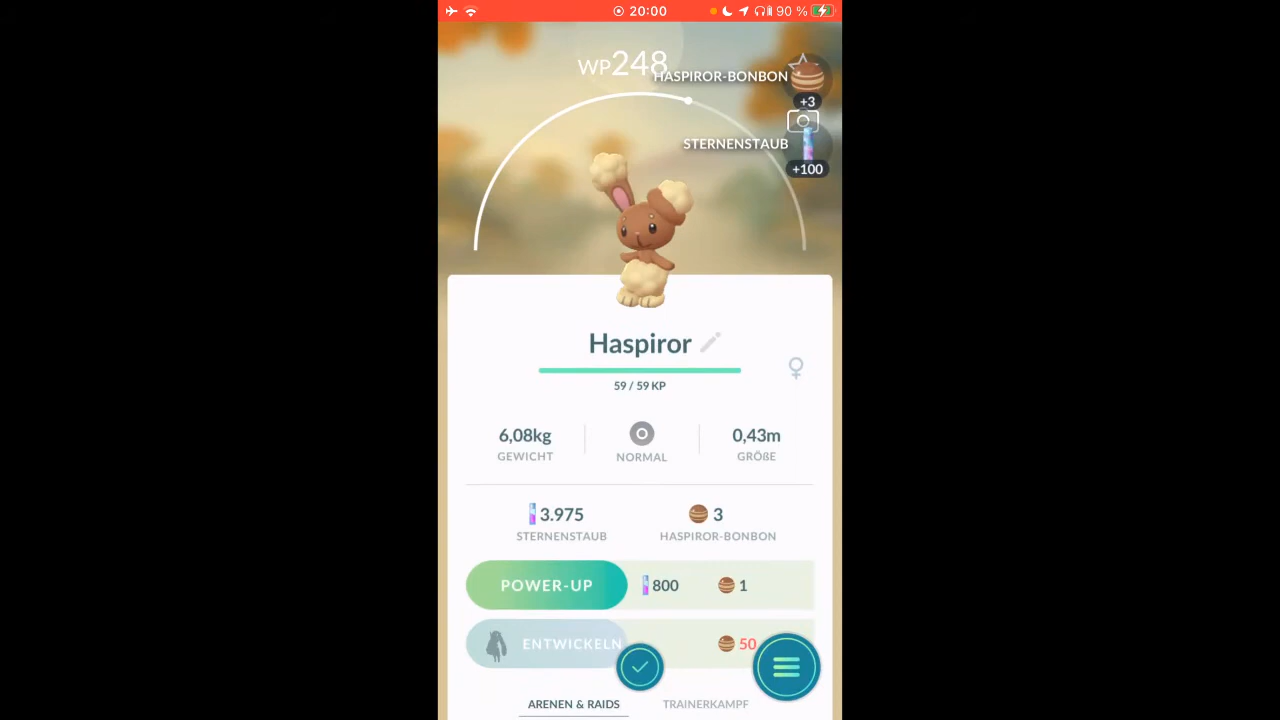 20:00
90 %
WP248
HASPIROR-BONBON
+3
STERNENSTAUB
+100
Haspiror
59 / 59 KP
6,08kg
GEWICHT
NORMAL
0,43m
GRÖßE
3.975
STERNENSTAUB
3
HASPIROR-BONBON
POWER-UP
800
1
ENTWICKELN
50
ARENEN & RAIDS
TRAINERKAMPF